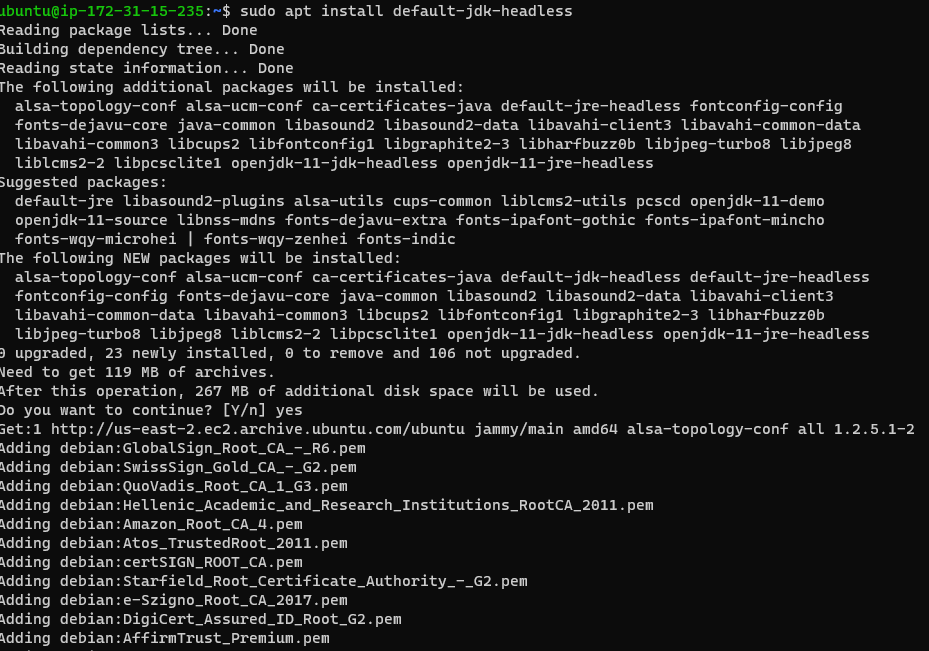 ubuntu@ip-172-31-15-235:~$ sudo apt install default-jdk-headless
Reading package lists... Done
Building dependency tree... Done
Reading state information... Done
The following additional packages will be installed:
  alsa-topology-conf alsa-ucm-conf ca-certificates-java default-jre-headless fontconfig-config
  fonts-dejavu-core java-common libasound2 libasound2-data libavahi-client3 libavahi-common-data
  libavahi-common3 libcups2 libfontconfig1 libgraphite2-3 libharfbuzz0b libjpeg-turbo8 libjpeg8
  liblcms2-2 libpcsclite1 openjdk-11-jdk-headless openjdk-11-jre-headless
Suggested packages:
  default-jre libasound2-plugins alsa-utils cups-common liblcms2-utils pcscd openjdk-11-demo
  openjdk-11-source libnss-mdns fonts-dejavu-extra fonts-ipafont-gothic fonts-ipafont-mincho
  fonts-wqy-microhei | fonts-wqy-zenhei fonts-indic
The following NEW packages will be installed:
  alsa-topology-conf alsa-ucm-conf ca-certificates-java default-jdk-headless default-jre-headless
  fontconfig-config fonts-dejavu-core java-common libasound2 libasound2-data libavahi-client3
  libavahi-common-data libavahi-common3 libcups2 libfontconfig1 libgraphite2-3 libharfbuzz0b
  libjpeg-turbo8 libjpeg8 liblcms2-2 libpcsclite1 openjdk-11-jdk-headless openjdk-11-jre-headless
0 upgraded, 23 newly installed, 0 to remove and 106 not upgraded.
Need to get 119 MB of archives.
After this operation, 267 MB of additional disk space will be used.
Do you want to continue? [Y/n] yes
Get:1 http://us-east-2.ec2.archive.ubuntu.com/ubuntu jammy/main amd64 alsa-topology-conf all 1.2.5.1-2
Adding debian:GlobalSign_Root_CA_-_R6.pem
Adding debian:SwissSign_Gold_CA_-_G2.pem
Adding debian:QuoVadis_Root_CA_1_G3.pem
Adding debian:Hellenic_Academic_and_Research_Institutions_RootCA_2011.pem
Adding debian:Amazon_Root_CA_4.pem
Adding debian:Atos_TrustedRoot_2011.pem
Adding debian:certSIGN_ROOT_CA.pem
Adding debian:Starfield_Root_Certificate_Authority_-_G2.pem
Adding debian:e-Szigno_Root_CA_2017.pem
Adding debian:DigiCert_Assured_ID_Root_G2.pem
Adding debian:AffirmTrust_Premium.pem